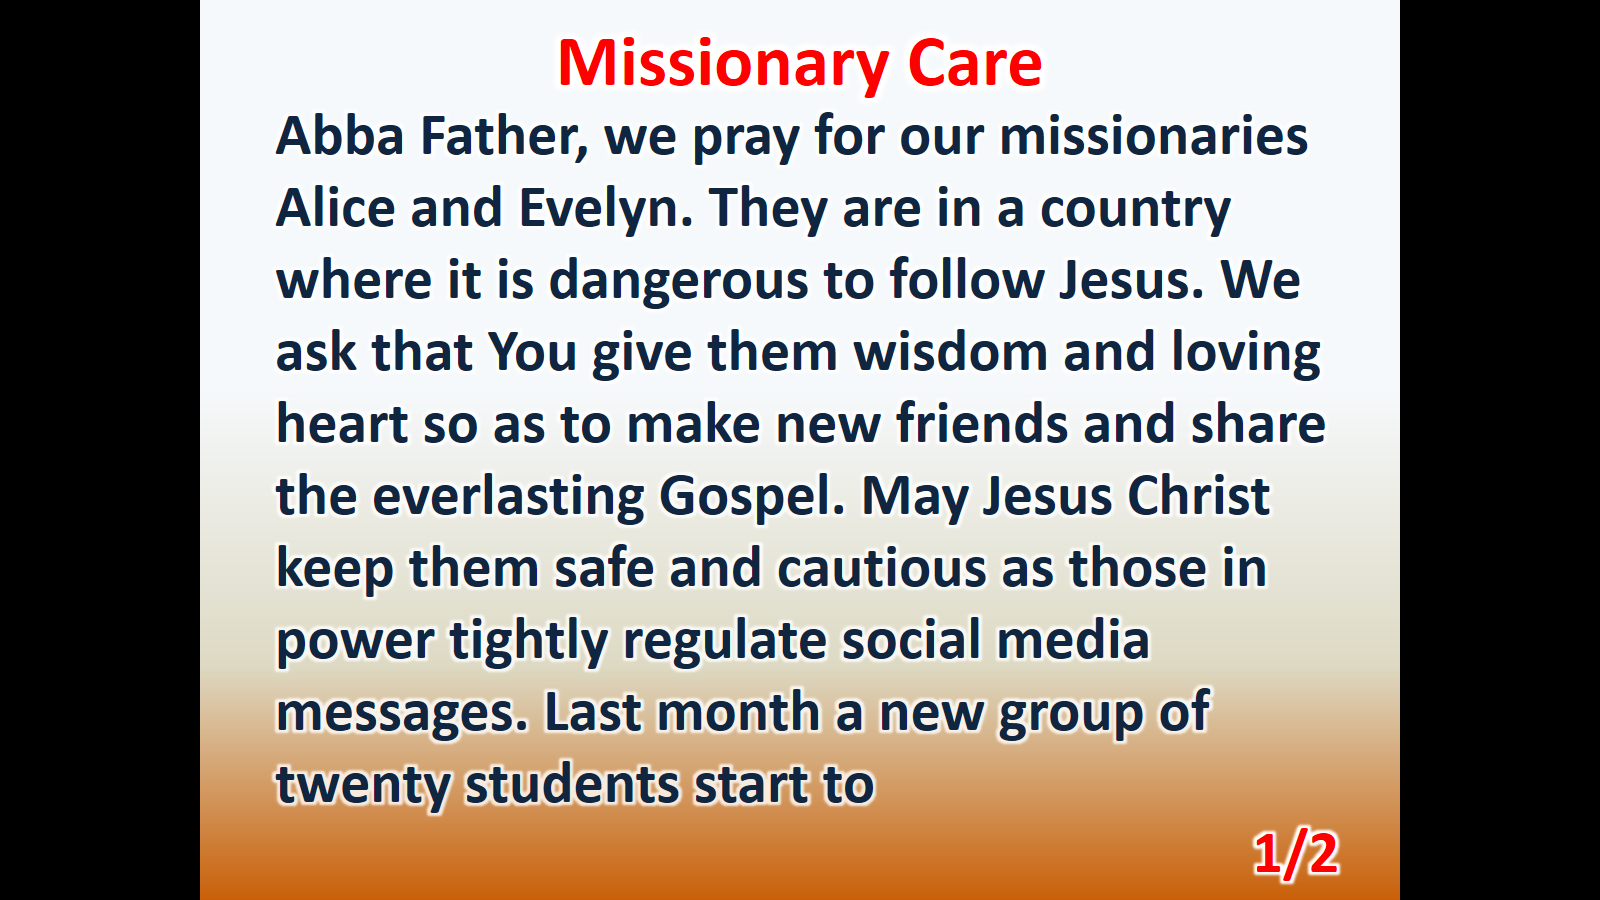 Missionary Care
Abba Father, we pray for our missionaries
Alice and Evelyn. They are in a country
where it is dangerous to follow Jesus. We
ask that You give them wisdom and loving
heart so as to make new friends and share
the everlasting Gospel. May Jesus Christ
keep them safe and cautious as those in
power tightly regulate social media
messages. Last month a new group of
twenty students start to
1/2